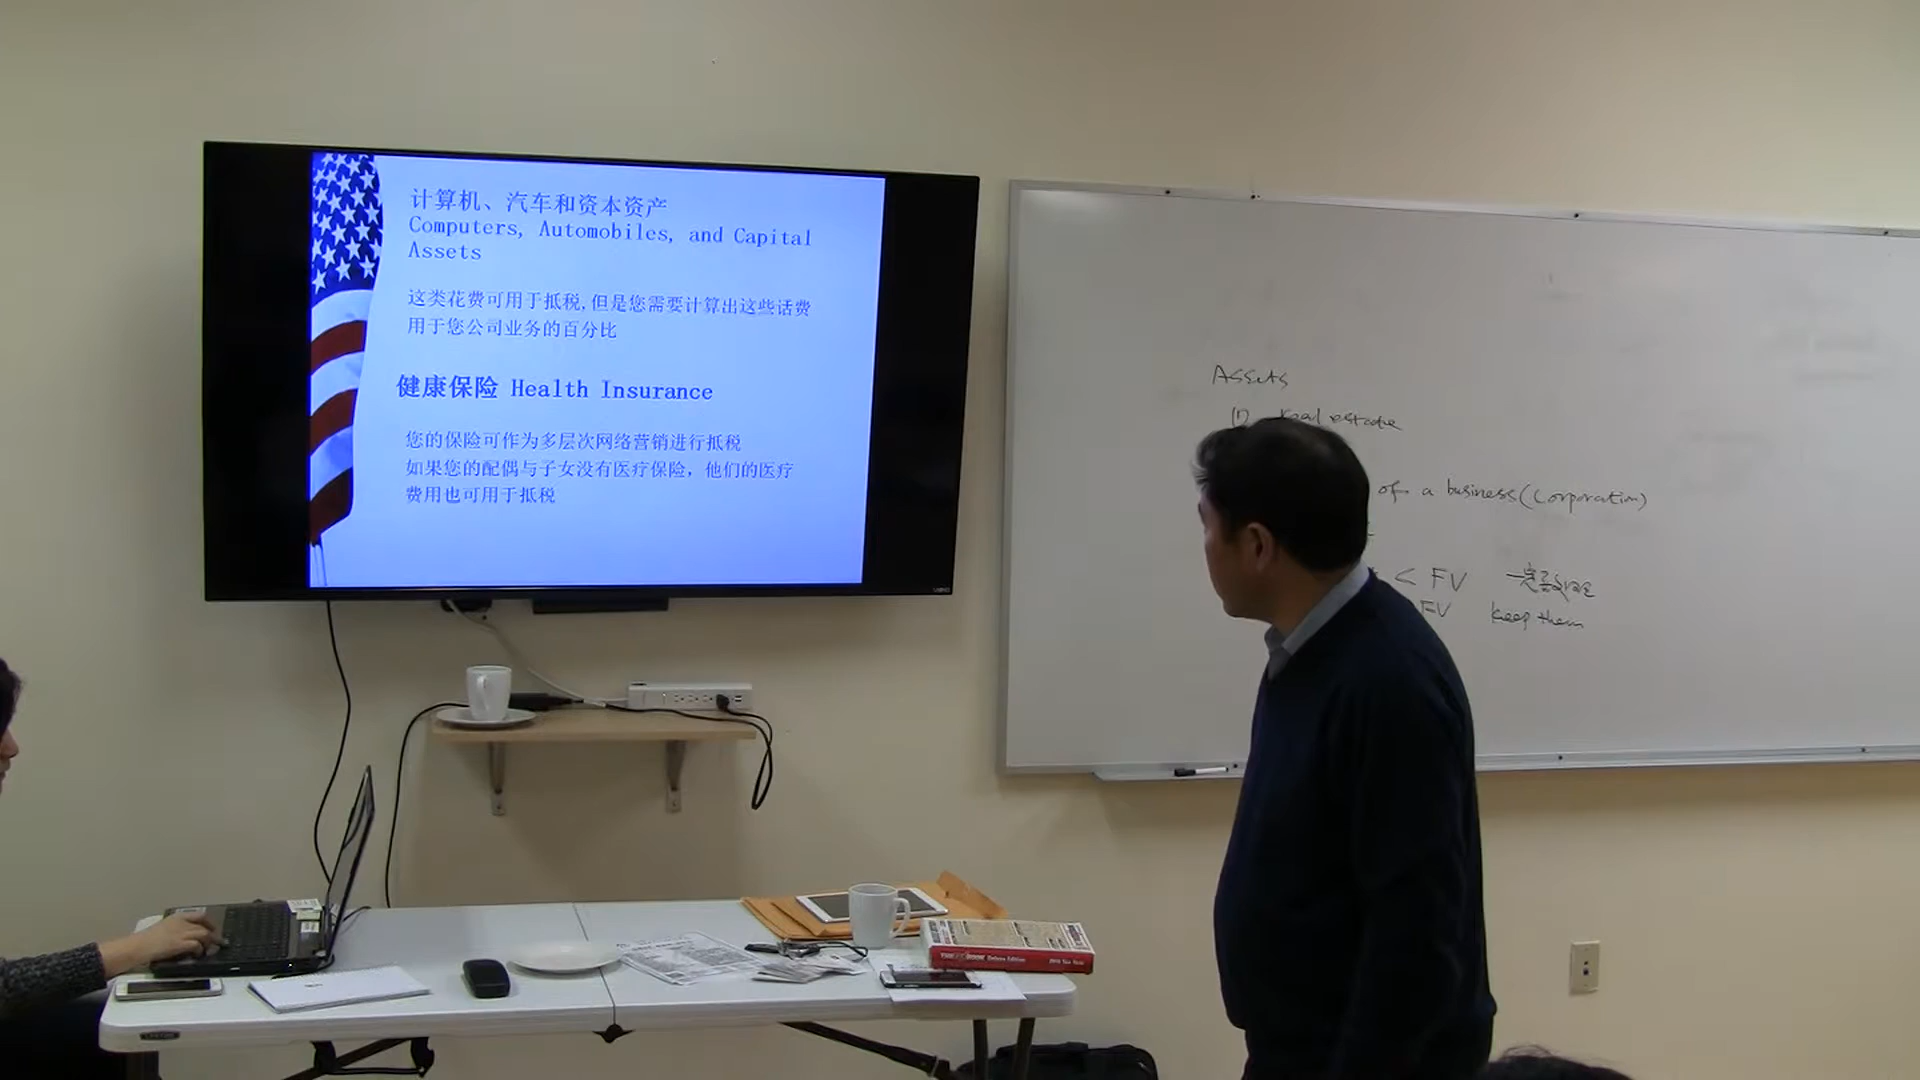 计算机、汽车和资本资产
Computers, Automobiles, and Capital
Assets
这类花费可用于抵税,但是您需要计算出这些话费
用于您公司业务的百分比
健康保险 Health Insurance
您的保险可作为多层次网络营销进行抵税
如果您的配偶与子女没有医疗保险，他们的医疗
费用也可用于抵税
Assets
(1) Real estate
of a business (Corporation)
< FV 一定
FV keep them
Deluxe Edition